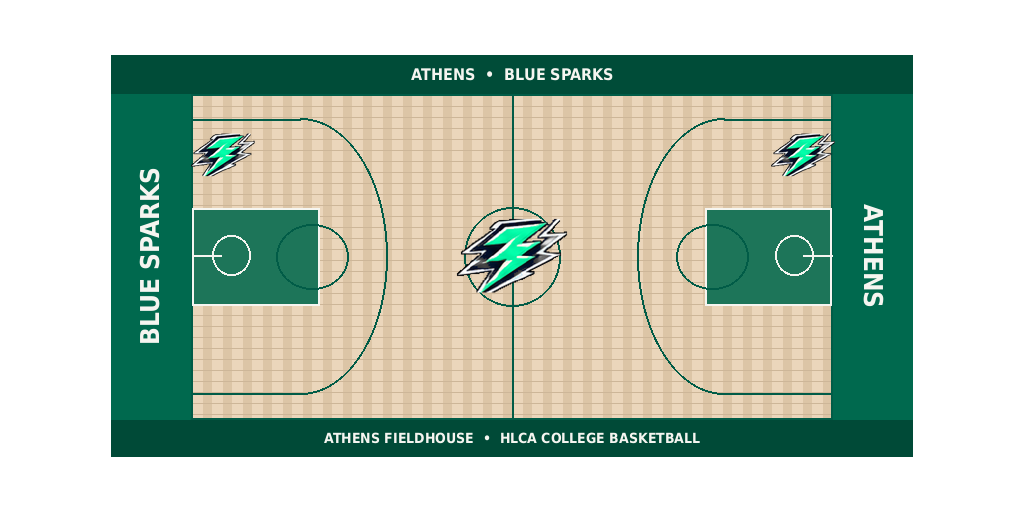 ATHENS • BLUE SPARKS
BLUE SPARKS
ATHENS
ATHENS FIELDHOUSE • HLCA COLLEGE BASKETBALL